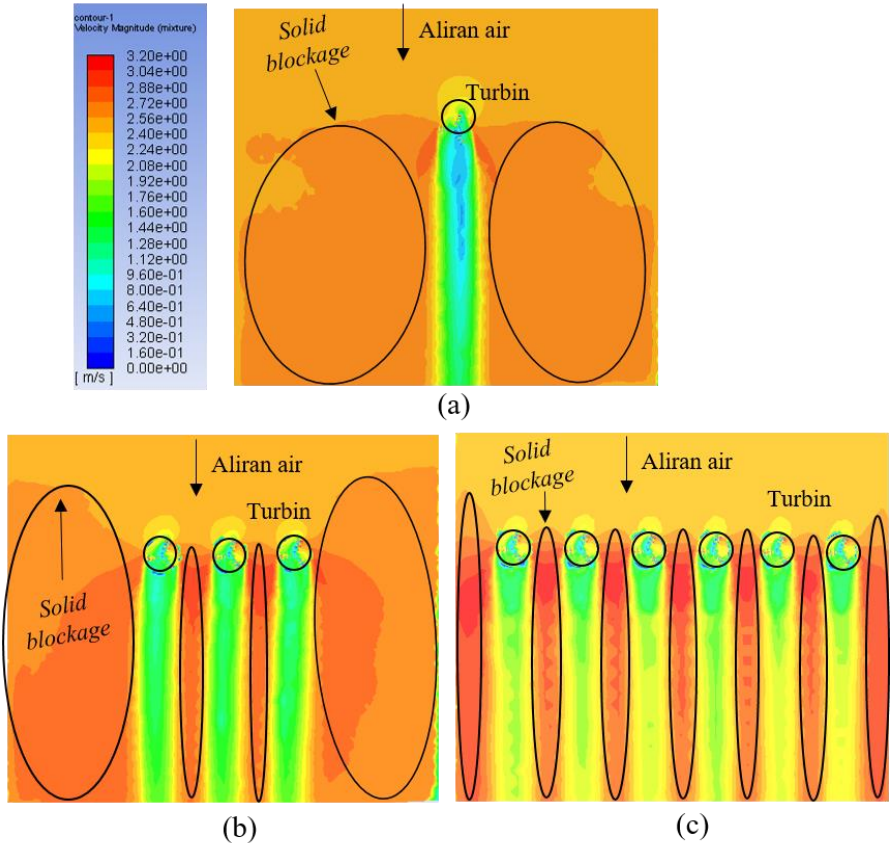 contour-1
Velocity Magnitude (mixture)
3.20e+00
3.04e+00
2.88e+00
2.72e+00
2.56e+00
2.40e+00
2.24e+00
2.08e+00
1.92e+00
1.76e+00
1.60e+00
1.44e+00
1.28e+00
1.12e+00
9.60e-01
8.40e-01
6.40e-01
4.80e-01
3.20e-01
1.60e-01
0.00e+00
[ m/s ]
Solid
blockage
Aliran air
Turbin
(a)
Aliran air
Turbin
Solid
blockage
(b)
Solid
blockage
Aliran air
Turbin
(c)